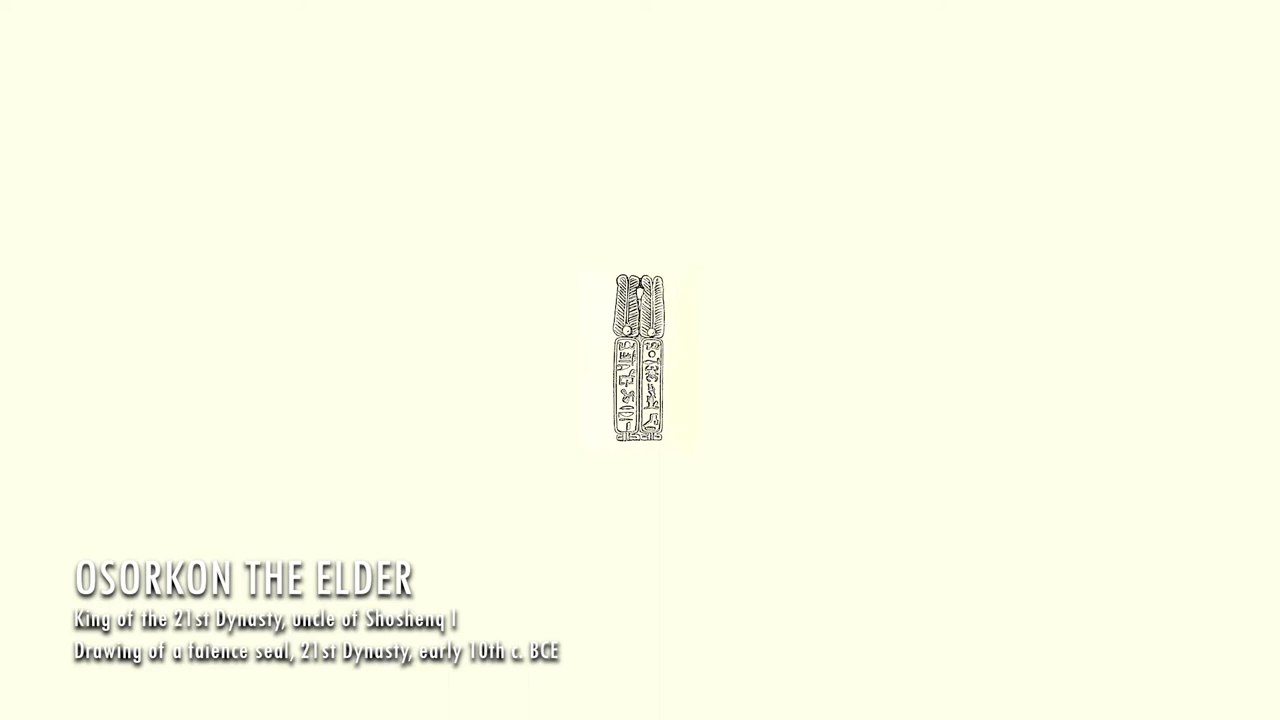 OSORKON THE ELDER
King of the 21st Dynasty, uncle of Shoshenq I
Drawing of a faience seal, 21st Dynasty, early 10th c. BCE